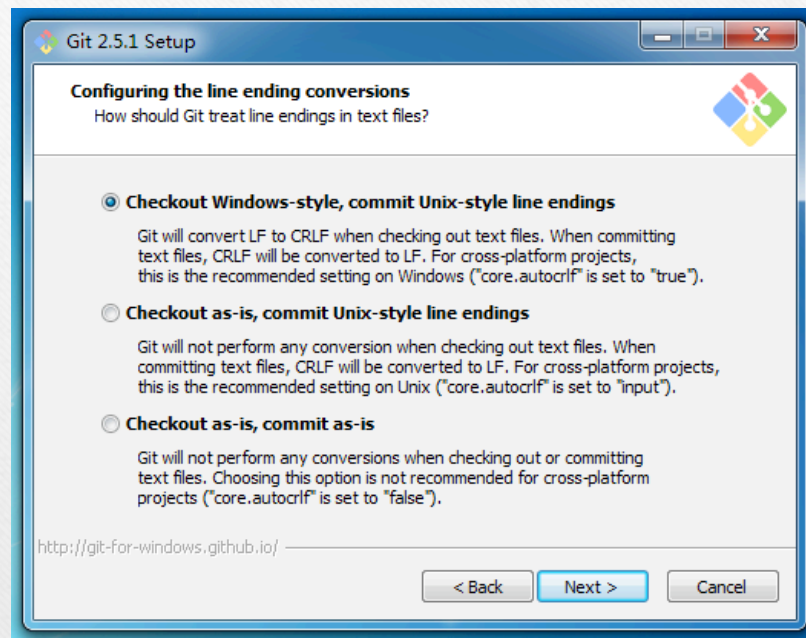 Git 2.5.1 Setup
Configuring the line ending conversions
How should Git treat line endings in text files?
Checkout Windows-style, commit Unix-style line endings
Git will convert LF to CRLF when checking out text files. When committing
text files, CRLF will be converted to LF. For cross-platform projects,
this is the recommended setting on Windows ("core.autocrlf" is set to "true").
Checkout as-is, commit Unix-style line endings
Git will not perform any conversion when checking out text files. When
committing text files, CRLF will be converted to LF. For cross-platform projects,
this is the recommended setting on Unix ("core.autocrlf" is set to "input").
Checkout as-is, commit as-is
Git will not perform any conversions when checking out or committing
text files. Choosing this option is not recommended for cross-platform
projects ("core.autocrlf" is set to "false").
http://git-for-windows.github.io/
< Back Next > Cancel